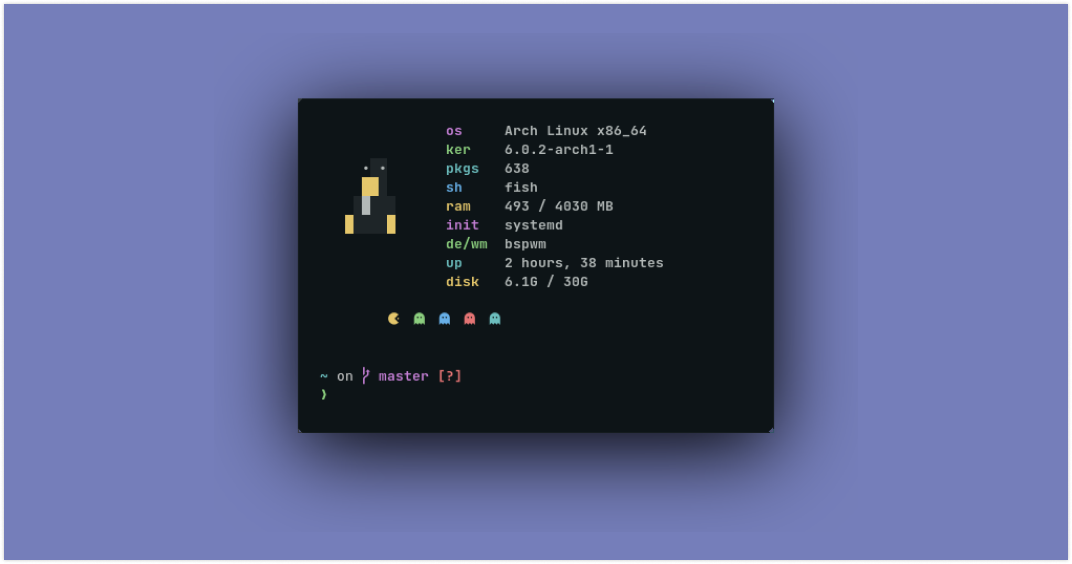 os Arch Linux x86_64
ker 6.0.2-arch1-1
pkgs 638
sh fish
ram 493 / 4030 MB
init systemd
de/wm bspwm
up 2 hours, 38 minutes
disk 6.1G / 30G
~ on master [?]
❯